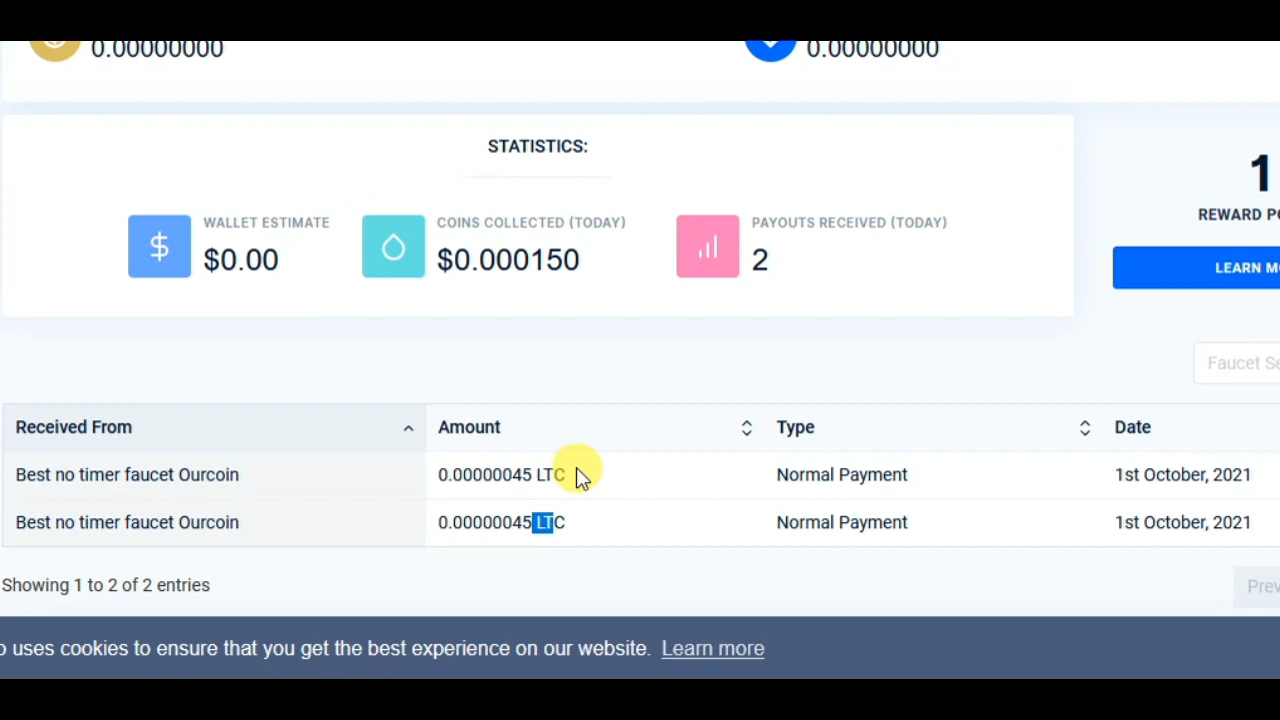 0.00000000 0.00000000
STATISTICS:
1
WALLET ESTIMATE COINS COLLECTED (TODAY) PAYOUTS RECEIVED (TODAY)
REWARD
$0.00 $0.000150 2
LEARN
Faucet
Received From Amount Type Date
Best no timer faucet Ourcoin 0.00000045 LTC Normal Payment 1st October, 2021
Best no timer faucet Ourcoin 0.00000045 LTC Normal Payment 1st October, 2021
Showing 1 to 2 of 2 entries
uses cookies to ensure that you get the best experience on our website. Learn more